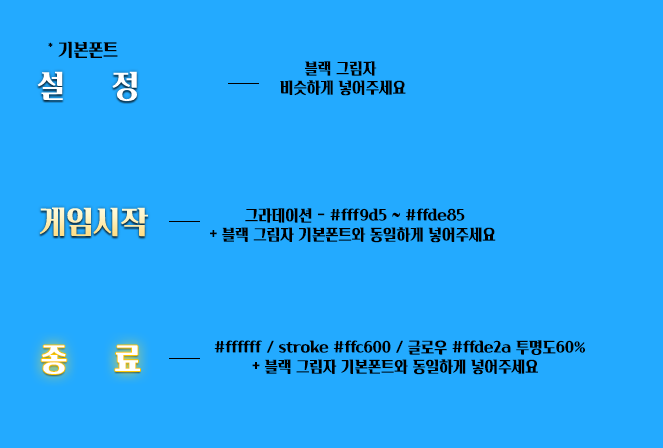 * 기본폰트
설 정
블랙 그림자
비슷하게 넣어주세요
게임시작
그라데이션 - #fff9d5 ~ #ffde85
+ 블랙 그림자 기본폰트와 동일하게 넣어주세요
종 료
#ffffff / stroke #ffc600 / 글로우 #ffde2a 투명도60%
+ 블랙 그림자 기본폰트와 동일하게 넣어주세요